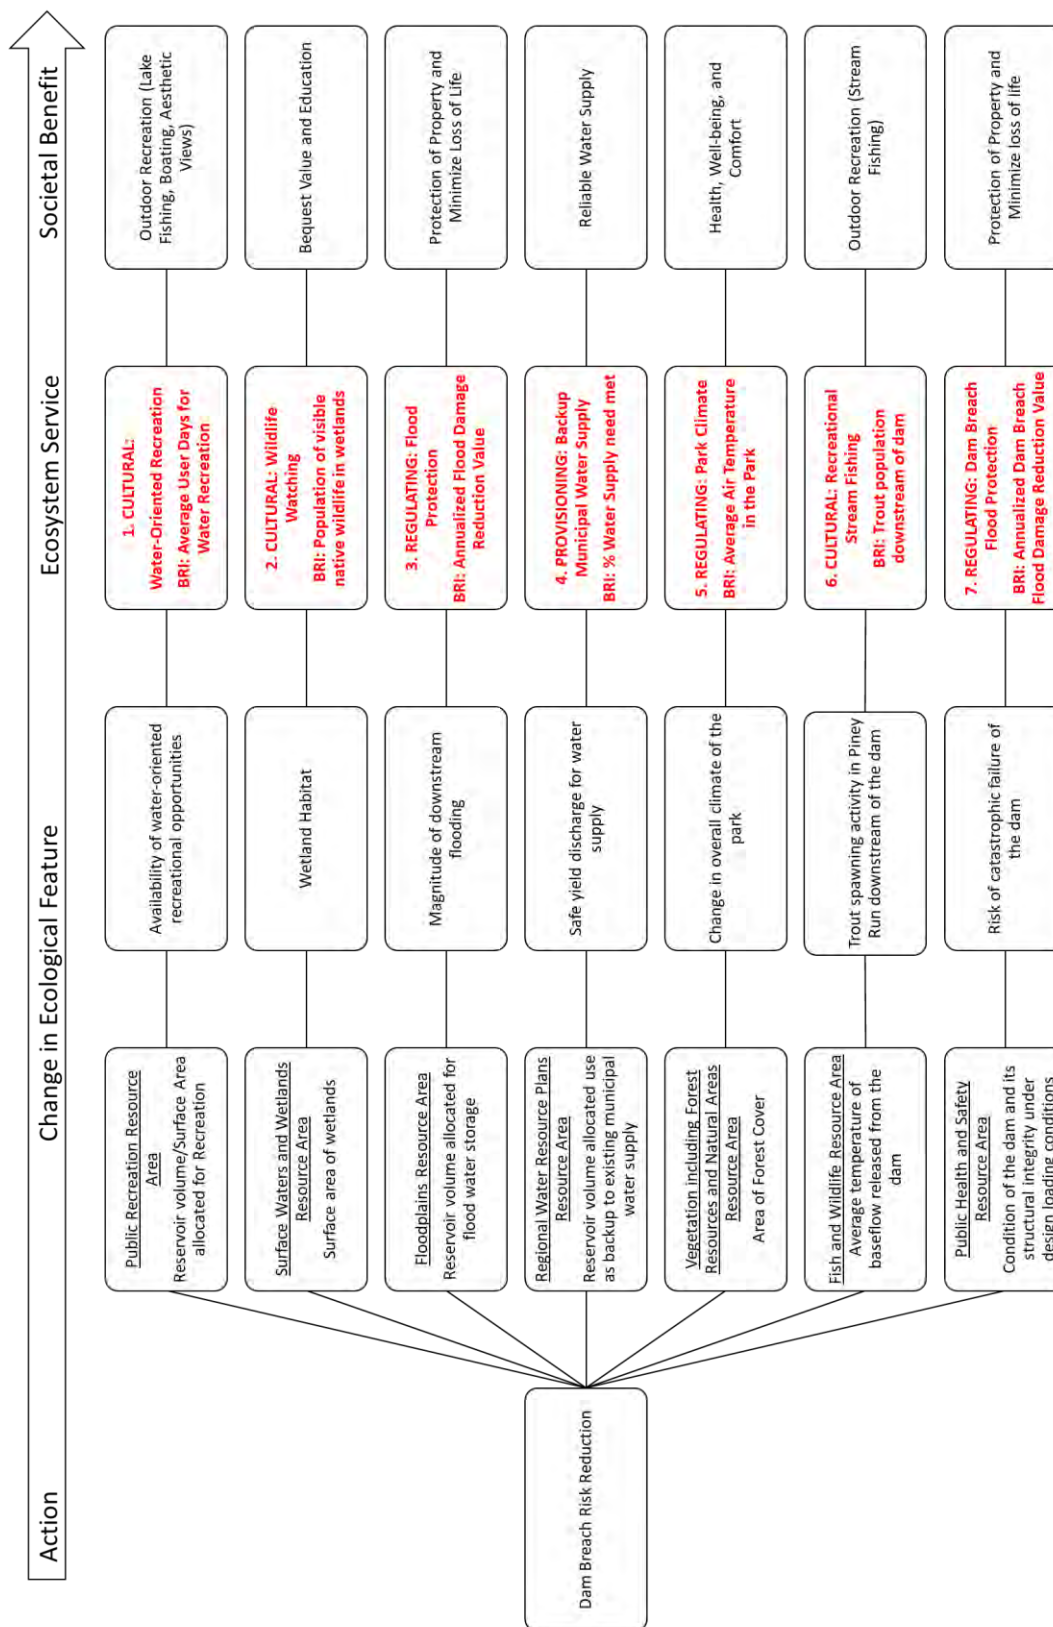 Action
Change in Ecological Feature
Ecosystem Service
Societal Benefit
Dam Breach Risk Reduction
Public Recreation Resource
Area
Reservoir volume/Surface Area
allocated for Recreation
Availability of water-oriented
recreational opportunities
1. CULTURAL:
Water-Oriented Recreation
BRI: Average User Days for
Water Recreation
Outdoor Recreation (Lake
Fishing, Boating, Aesthetic
Views)
Surface Waters and Wetlands
Resource Area
Surface area of wetlands
Wetland Habitat
2. CULTURAL: Wildlife
Watching
BRI: Population of visible
native wildlife in wetlands
Bequest Value and Education
Floodplains Resource Area
Reservoir volume allocated for
flood water storage
Magnitude of downstream
flooding
3. REGULATING: Flood
Protection
BRI: Annualized Flood Damage
Reduction Value
Protection of Property and
Minimize Loss of Life
Regional Water Resource Plans
Resource Area
Reservoir volume allocated use
as backup to existing municipal
water supply
Safe yield discharge for water
supply
4. PROVISIONING: Backup
Municipal Water Supply
BRI: % Water Supply need met
Reliable Water Supply
Vegetation including Forest
Resources and Natural Areas
Resource Area
Area of Forest Cover
Change in overall climate of the
park
5. REGULATING: Park Climate
BRI: Average Air Temperature
in the Park
Health, Well-being, and
Comfort
Fish and Wildlife Resource Area
Average temperature of
baseflow released from the
dam
Trout spawning activity in Piney
Run downstream of the dam
6. CULTURAL: Recreational
Stream Fishing
BRI: Trout population
downstream of dam
Outdoor Recreation (Stream
Fishing)
Public Health and Safety
Resource Area
Condition of the dam and its
structural integrity under
design loading conditions
Risk of catastrophic failure of
the dam
7. REGULATING: Dam Breach
Flood Protection
BRI: Annualized Dam Breach
Flood Damage Reduction Value
Protection of Property and
Minimize loss of life